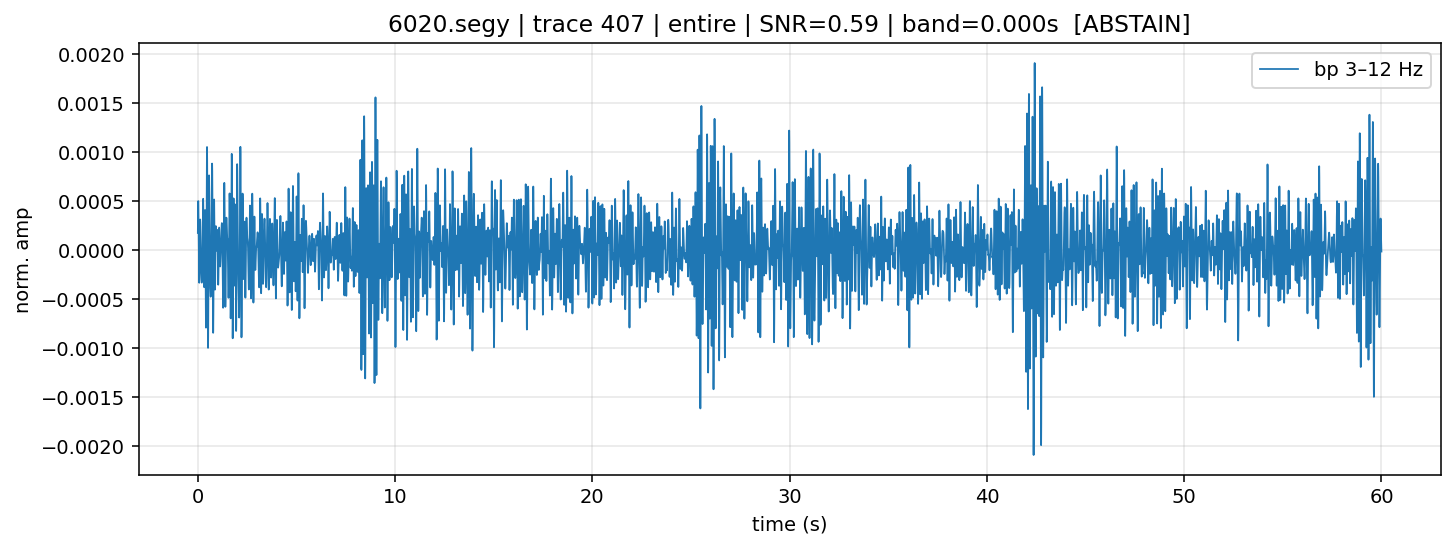 6020.segy | trace 407 | entire | SNR=0.59 | band=0.000s  [ABSTAIN]
bp 3–12 Hz
norm. amp
0.0020
0.0015
0.0010
0.0005
0.0000
−0.0005
−0.0010
−0.0015
−0.0020
0 10 20 30 40 50 60
time (s)